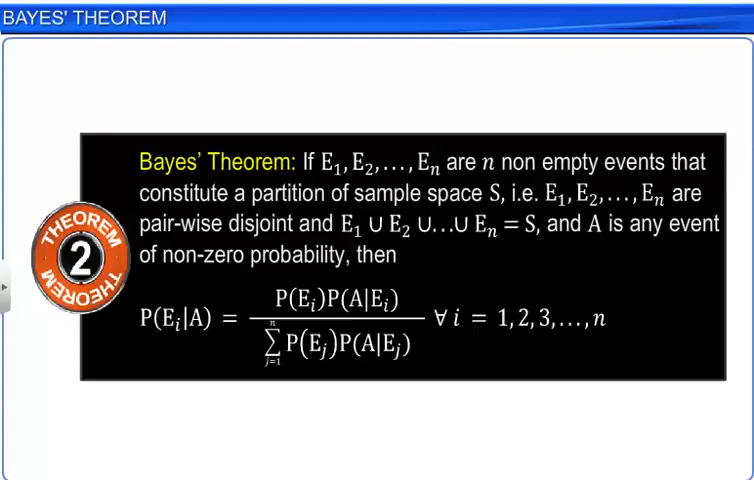 BAYES' THEOREM
Bayes’ Theorem: If E₁, E₂, . . . , Eₙ are n non empty events that
constitute a partition of sample space S, i.e. E₁, E₂, . . . , Eₙ are
pair-wise disjoint and E₁ ∪ E₂ ∪. . .∪ Eₙ = S, and A is any event
of non-zero probability, then
THEOREM
2
THEOREM
P(Eᵢ|A) = P(Eᵢ)P(A|Eᵢ) / ∑ⱼ₌₁ⁿ P(Eⱼ)P(A|Eⱼ) ∀ i = 1, 2, 3, . . . , n